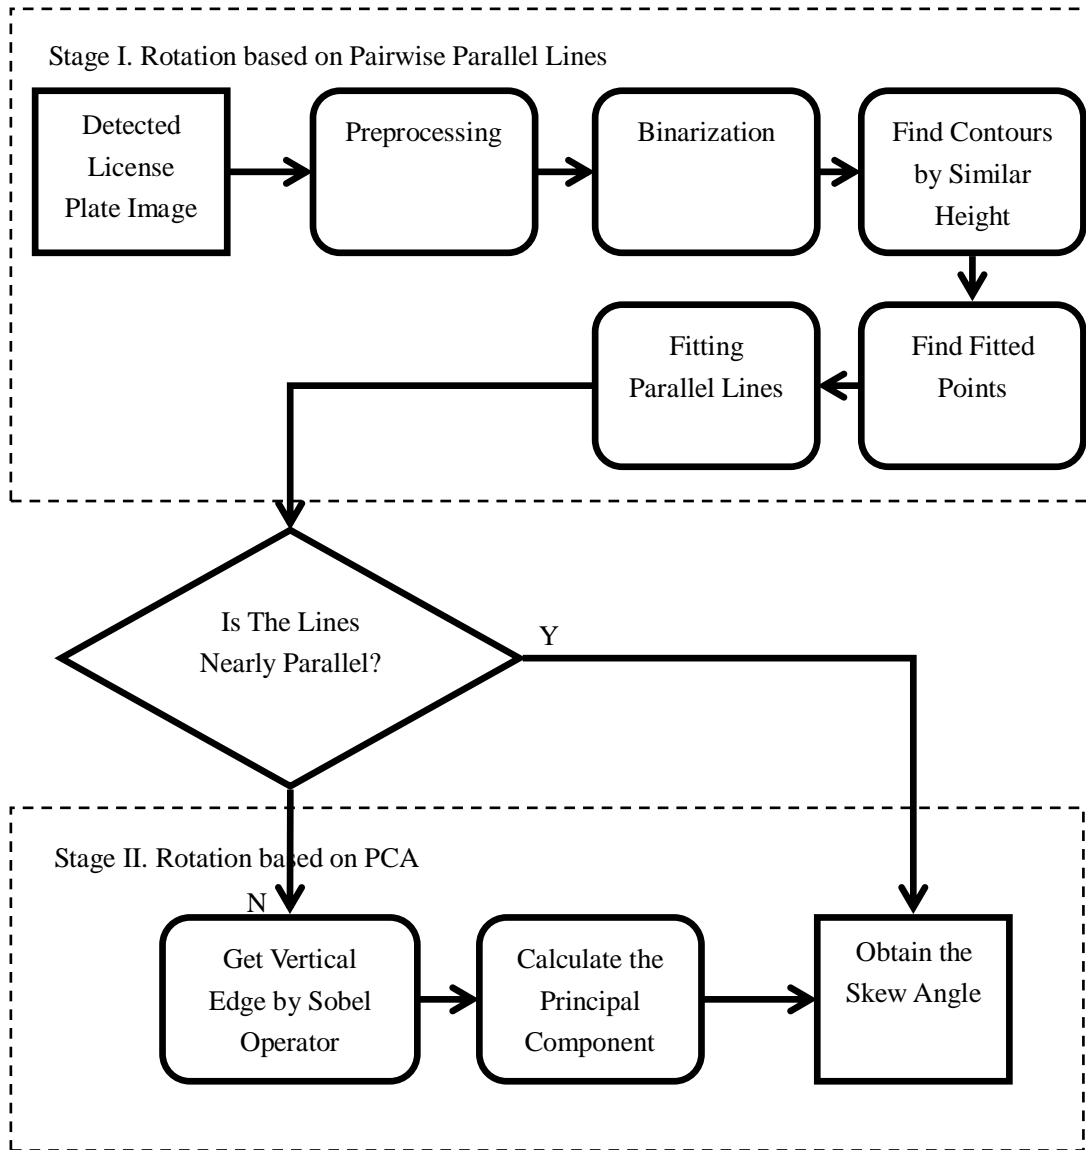 Stage I. Rotation based on Pairwise Parallel Lines
Detected
License
Plate Image
Preprocessing
Binarization
Find Contours
by Similar
Height
Find Fitted
Points
Fitting
Parallel Lines
Is The Lines
Nearly Parallel?
Y
Stage II. Rotation based on PCA
N
Get Vertical
Edge by Sobel
Operator
Calculate the
Principal
Component
Obtain the
Skew Angle